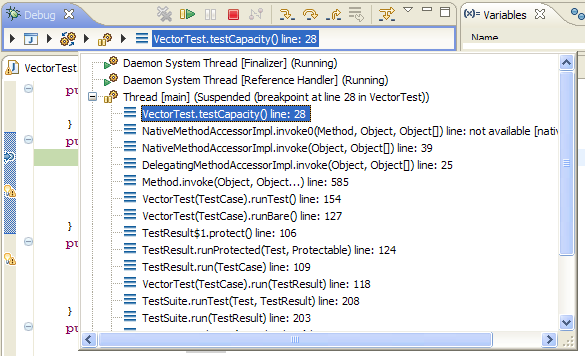 Debug
Variables
VectorTest.testCapacity() line: 28
Name
VectorTest
Daemon System Thread [Finalizer] (Running)
Daemon System Thread [Reference Handler] (Running)
Thread [main] (Suspended (breakpoint at line 28 in VectorTest))
VectorTest.testCapacity() line: 28
NativeMethodAccessorImpl.invoke0(Method, Object, Object[]) line: not available [nativ
NativeMethodAccessorImpl.invoke(Object, Object[]) line: 39
DelegatingMethodAccessorImpl.invoke(Object, Object[]) line: 25
Method.invoke(Object, Object...) line: 585
VectorTest(TestCase).runTest() line: 154
VectorTest(TestCase).runBare() line: 127
TestResult$1.protect() line: 106
TestResult.runProtected(Test, Protectable) line: 124
TestResult.run(TestCase) line: 109
VectorTest(TestCase).run(TestResult) line: 118
TestSuite.runTest(Test, TestResult) line: 208
TestSuite.run(TestResult) line: 203
pu
}
pu
}
pu
}
pu